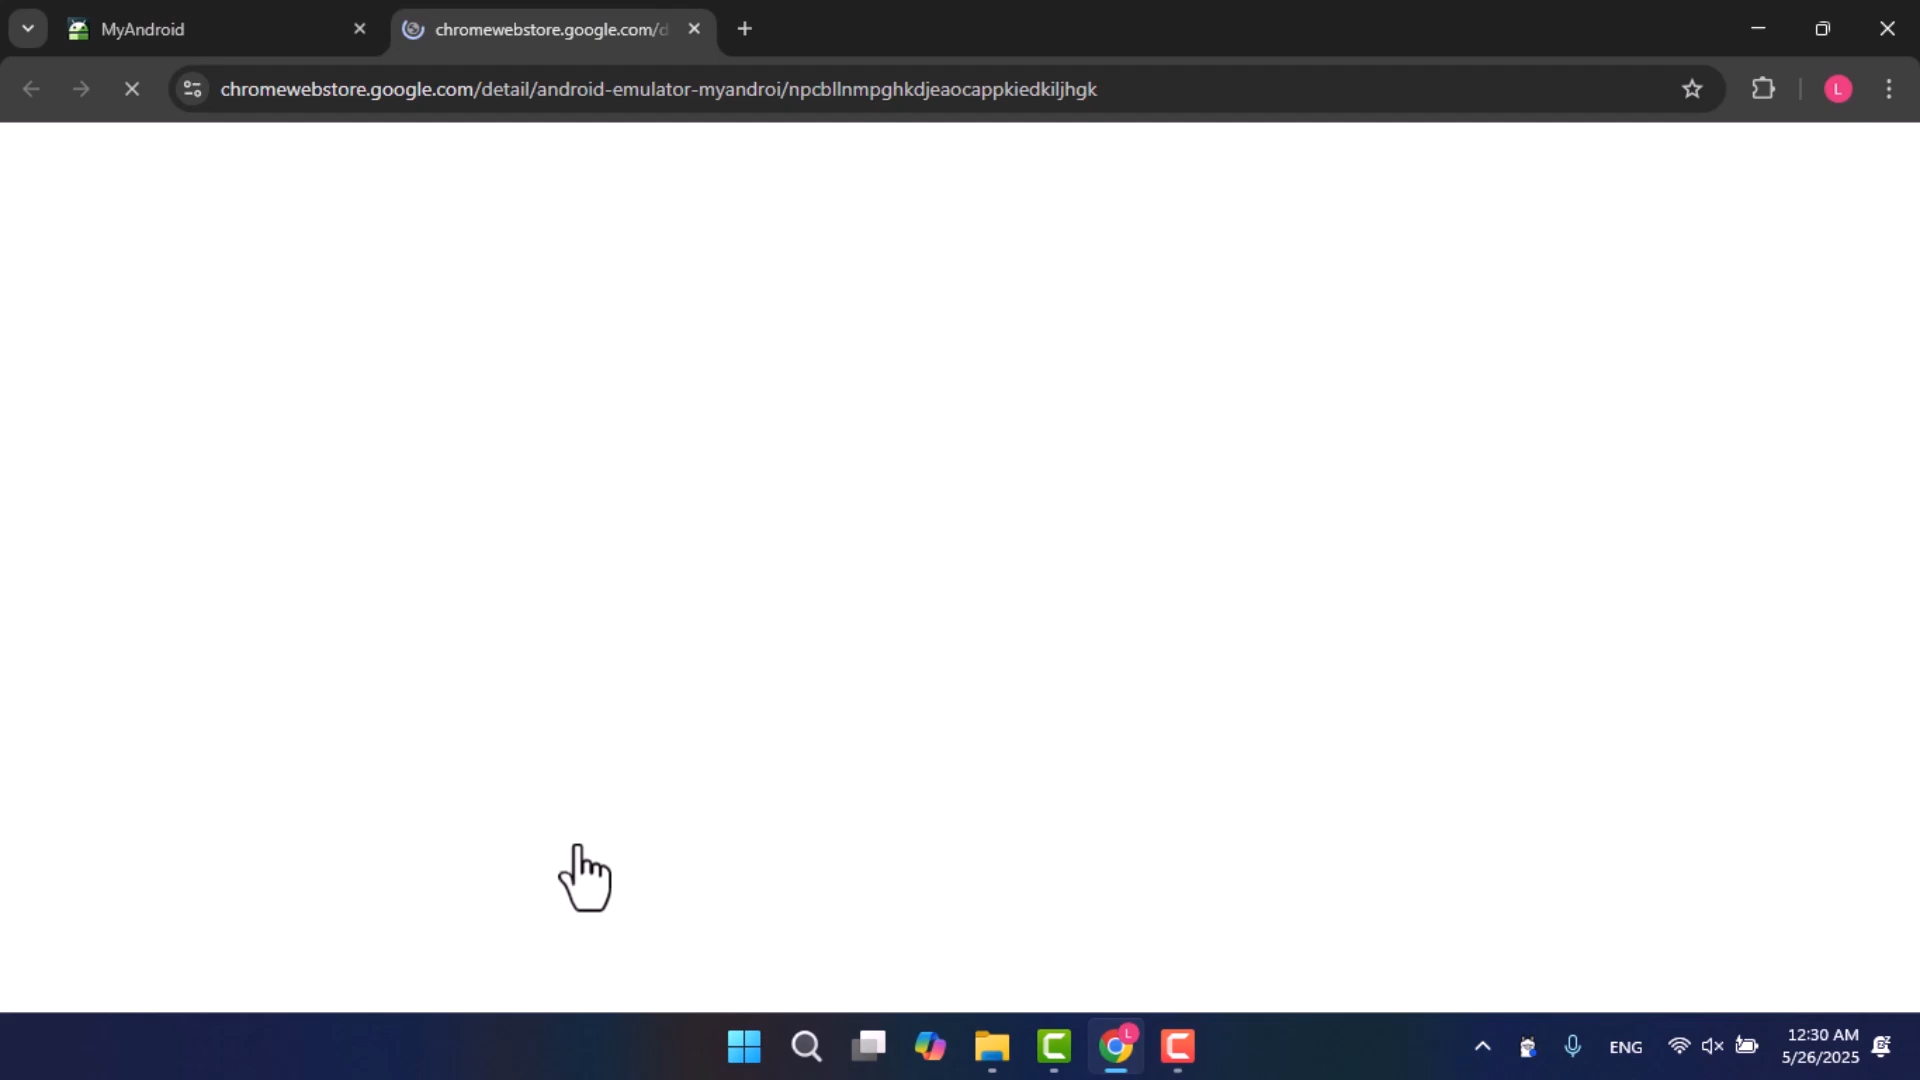 MyAndroid
chromewebstore.google.com/d
chromewebstore.google.com/detail/android-emulator-myandroi/npcbllnmpghkdjeaocappkiedkiljhgk
L
L
ENG
12:30 AM
5/26/2025